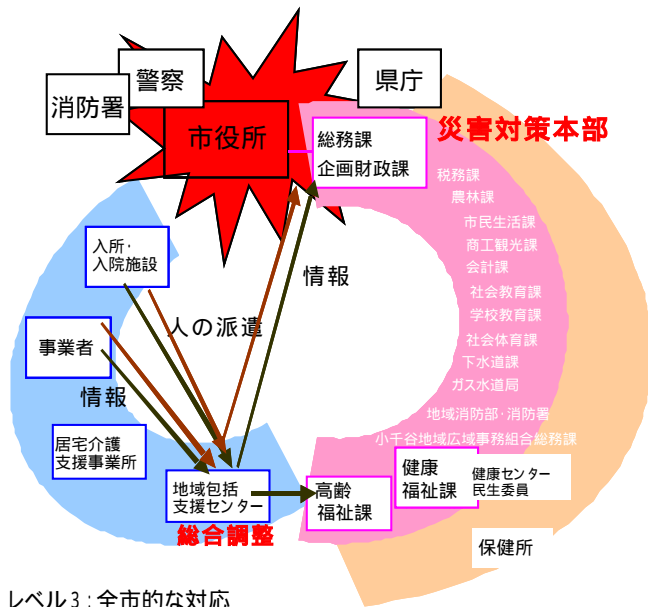 警察
消防署
県庁
市役所
災害対策本部
総務課
企画財政課
税務課
農林課
市民生活課
商工観光課
会計課
社会教育課
学校教育課
社会体育課
下水道課
ガス水道局
地域消防部・消防署
小千谷地域広域事務組合総務課
入所・
入院施設
情報
人の派遣
事業者
情報
居宅介護
支援事業所
地域包括
支援センター
総合調整
高齢
福祉課
健康
福祉課
健康センター
民生委員
保健所
レベル3：全市的な対応